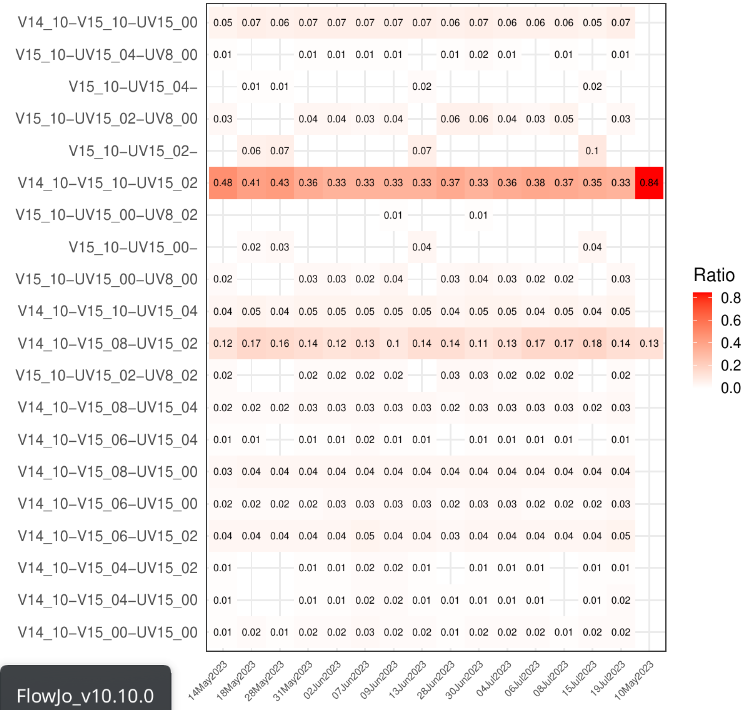 V14_10−V15_10−UV15_00 0.05 0.07 0.06 0.07 0.07 0.07 0.07 0.07 0.06 0.07 0.06 0.06 0.06 0.05 0.07
V15_10−UV15_04−UV8_00 0.01 0.01 0.01 0.01 0.01 0.01 0.02 0.01 0.01 0.01
V15_10−UV15_04− 0.01 0.01 0.02 0.02
V15_10−UV15_02−UV8_00 0.03 0.04 0.04 0.03 0.04 0.06 0.06 0.04 0.03 0.05 0.03
V15_10−UV15_02− 0.06 0.07 0.07 0.1
V14_10−V15_10−UV15_02 0.48 0.41 0.43 0.36 0.33 0.33 0.33 0.33 0.37 0.33 0.36 0.38 0.37 0.35 0.33 0.84
V15_10−UV15_00−UV8_02 0.01 0.01
V15_10−UV15_00− 0.02 0.03 0.04 0.04
V15_10−UV15_00−UV8_00 0.02 0.03 0.03 0.02 0.04 0.03 0.04 0.03 0.02 0.02 0.03
V14_10−V15_10−UV15_04 0.04 0.05 0.04 0.05 0.05 0.05 0.05 0.05 0.04 0.05 0.05 0.04 0.05 0.04 0.05
V14_10−V15_08−UV15_02 0.12 0.17 0.16 0.14 0.12 0.13 0.1 0.14 0.14 0.11 0.13 0.17 0.17 0.18 0.14 0.13
V15_10−UV15_02−UV8_02 0.02 0.02 0.02 0.02 0.02 0.03 0.03 0.02 0.02 0.02 0.02
V14_10−V15_08−UV15_04 0.02 0.02 0.02 0.03 0.03 0.03 0.03 0.03 0.02 0.03 0.03 0.03 0.03 0.02 0.03
V14_10−V15_06−UV15_04 0.01 0.01 0.01 0.01 0.02 0.01 0.01 0.01 0.01 0.01 0.01 0.01
V14_10−V15_08−UV15_00 0.03 0.04 0.04 0.04 0.04 0.04 0.04 0.04 0.04 0.04 0.04 0.04 0.04 0.04 0.04
V14_10−V15_06−UV15_00 0.02 0.02 0.02 0.02 0.03 0.03 0.03 0.03 0.02 0.03 0.03 0.02 0.02 0.02 0.03
V14_10−V15_06−UV15_02 0.04 0.04 0.04 0.04 0.04 0.05 0.04 0.04 0.03 0.04 0.04 0.04 0.04 0.04 0.05
V14_10−V15_04−UV15_02 0.01 0.01 0.01 0.02 0.02 0.01 0.01 0.01 0.01 0.01 0.01
V14_10−V15_04−UV15_00 0.01 0.01 0.01 0.02 0.02 0.01 0.01 0.01 0.01 0.01 0.01 0.02
V14_10−V15_00−UV15_00 0.01 0.02 0.01 0.02 0.02 0.03 0.02 0.02 0.01 0.02 0.02 0.02 0.01 0.02 0.02
14May2023 18May2023 28May2023 31May2023 02Jun2023 07Jun2023 09Jun2023 13Jun2023 28Jun2023 30Jun2023 04Jul2023 06Jul2023 08Jul2023 15Jul2023 19Jul2023 10May2023
Ratio
0.8
0.6
0.4
0.2
0.0
FlowJo_v10.10.0